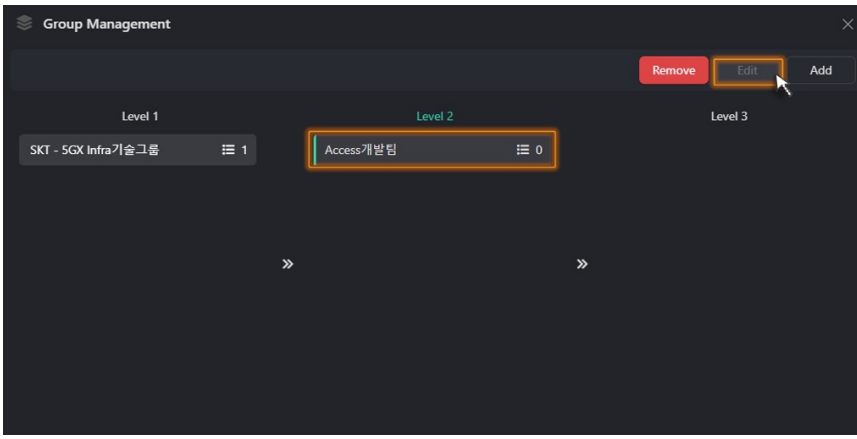 Group Management
Remove Edit Add
Level 1 Level 2 Level 3
SKT - 5GX Infra기술그룹 1 Access개발팀 0